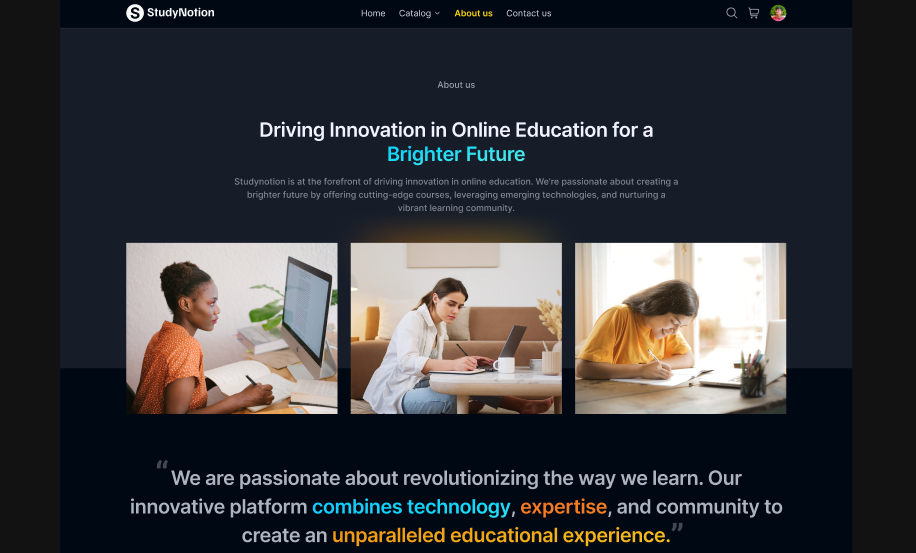 StudyNotion
Home Catalog About us Contact us
About us
Driving Innovation in Online Education for a
Brighter Future
Studynotion is at the forefront of driving innovation in online education. We're passionate about creating a
brighter future by offering cutting-edge courses, leveraging emerging technologies, and nurturing a
vibrant learning community.
“We are passionate about revolutionizing the way we learn. Our
innovative platform combines technology, expertise, and community to
create an unparalleled educational experience.”